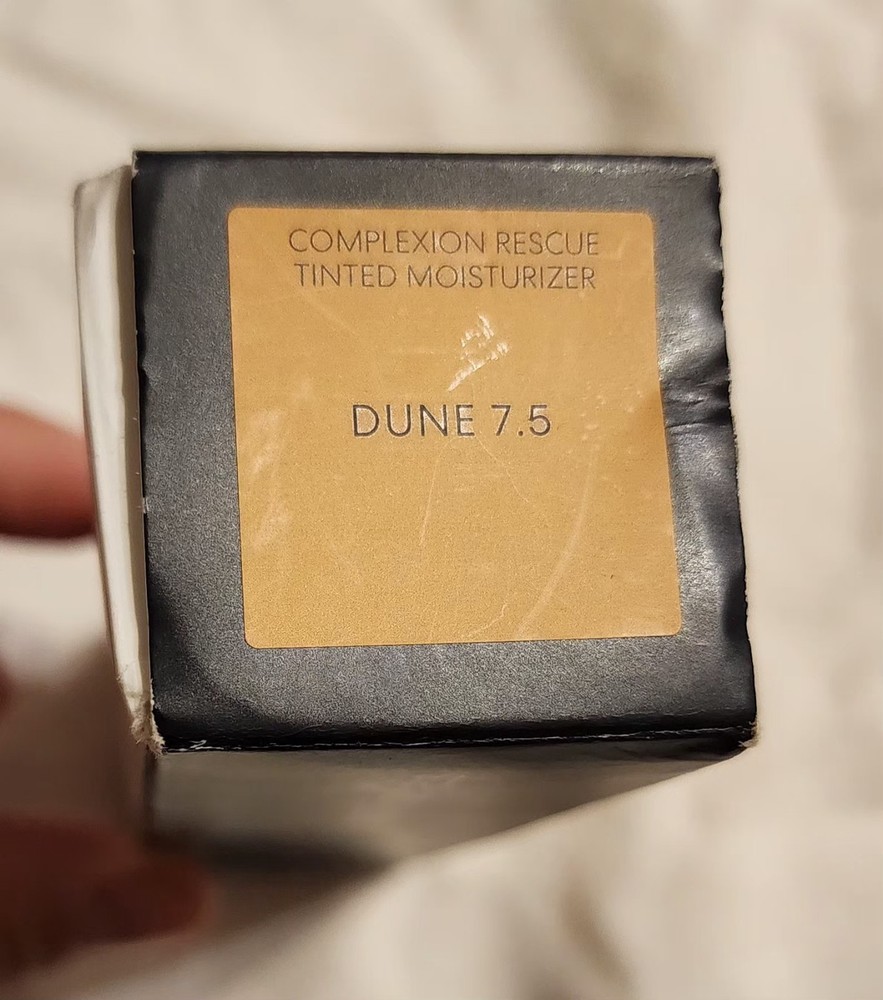 COMPLEXION RESCUE
TINTED MOISTURIZER
DUNE 7.5